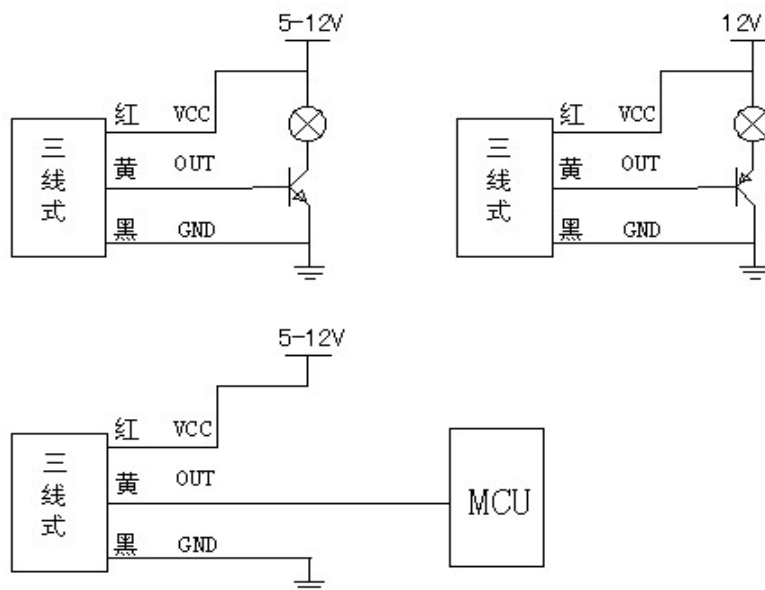 5-12V
红 VCC
三线式
黄 OUT
黑 GND
12V
红 VCC
三线式
黄 OUT
黑 GND
5-12V
红 VCC
三线式
黄 OUT
黑 GND
MCU